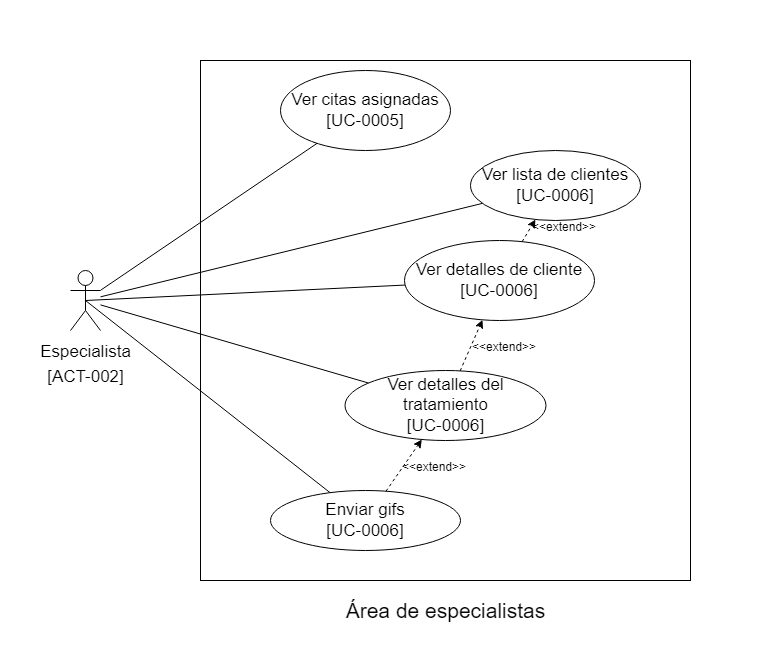 Ver citas asignadas
[UC-0005]
Ver lista de clientes
[UC-0006]
<<extend>>
Ver detalles de cliente
[UC-0006]
<<extend>>
Especialista
[ACT-002]
Ver detalles del
tratamiento
[UC-0006]
<<extend>>
Enviar gifs
[UC-0006]
Área de especialistas